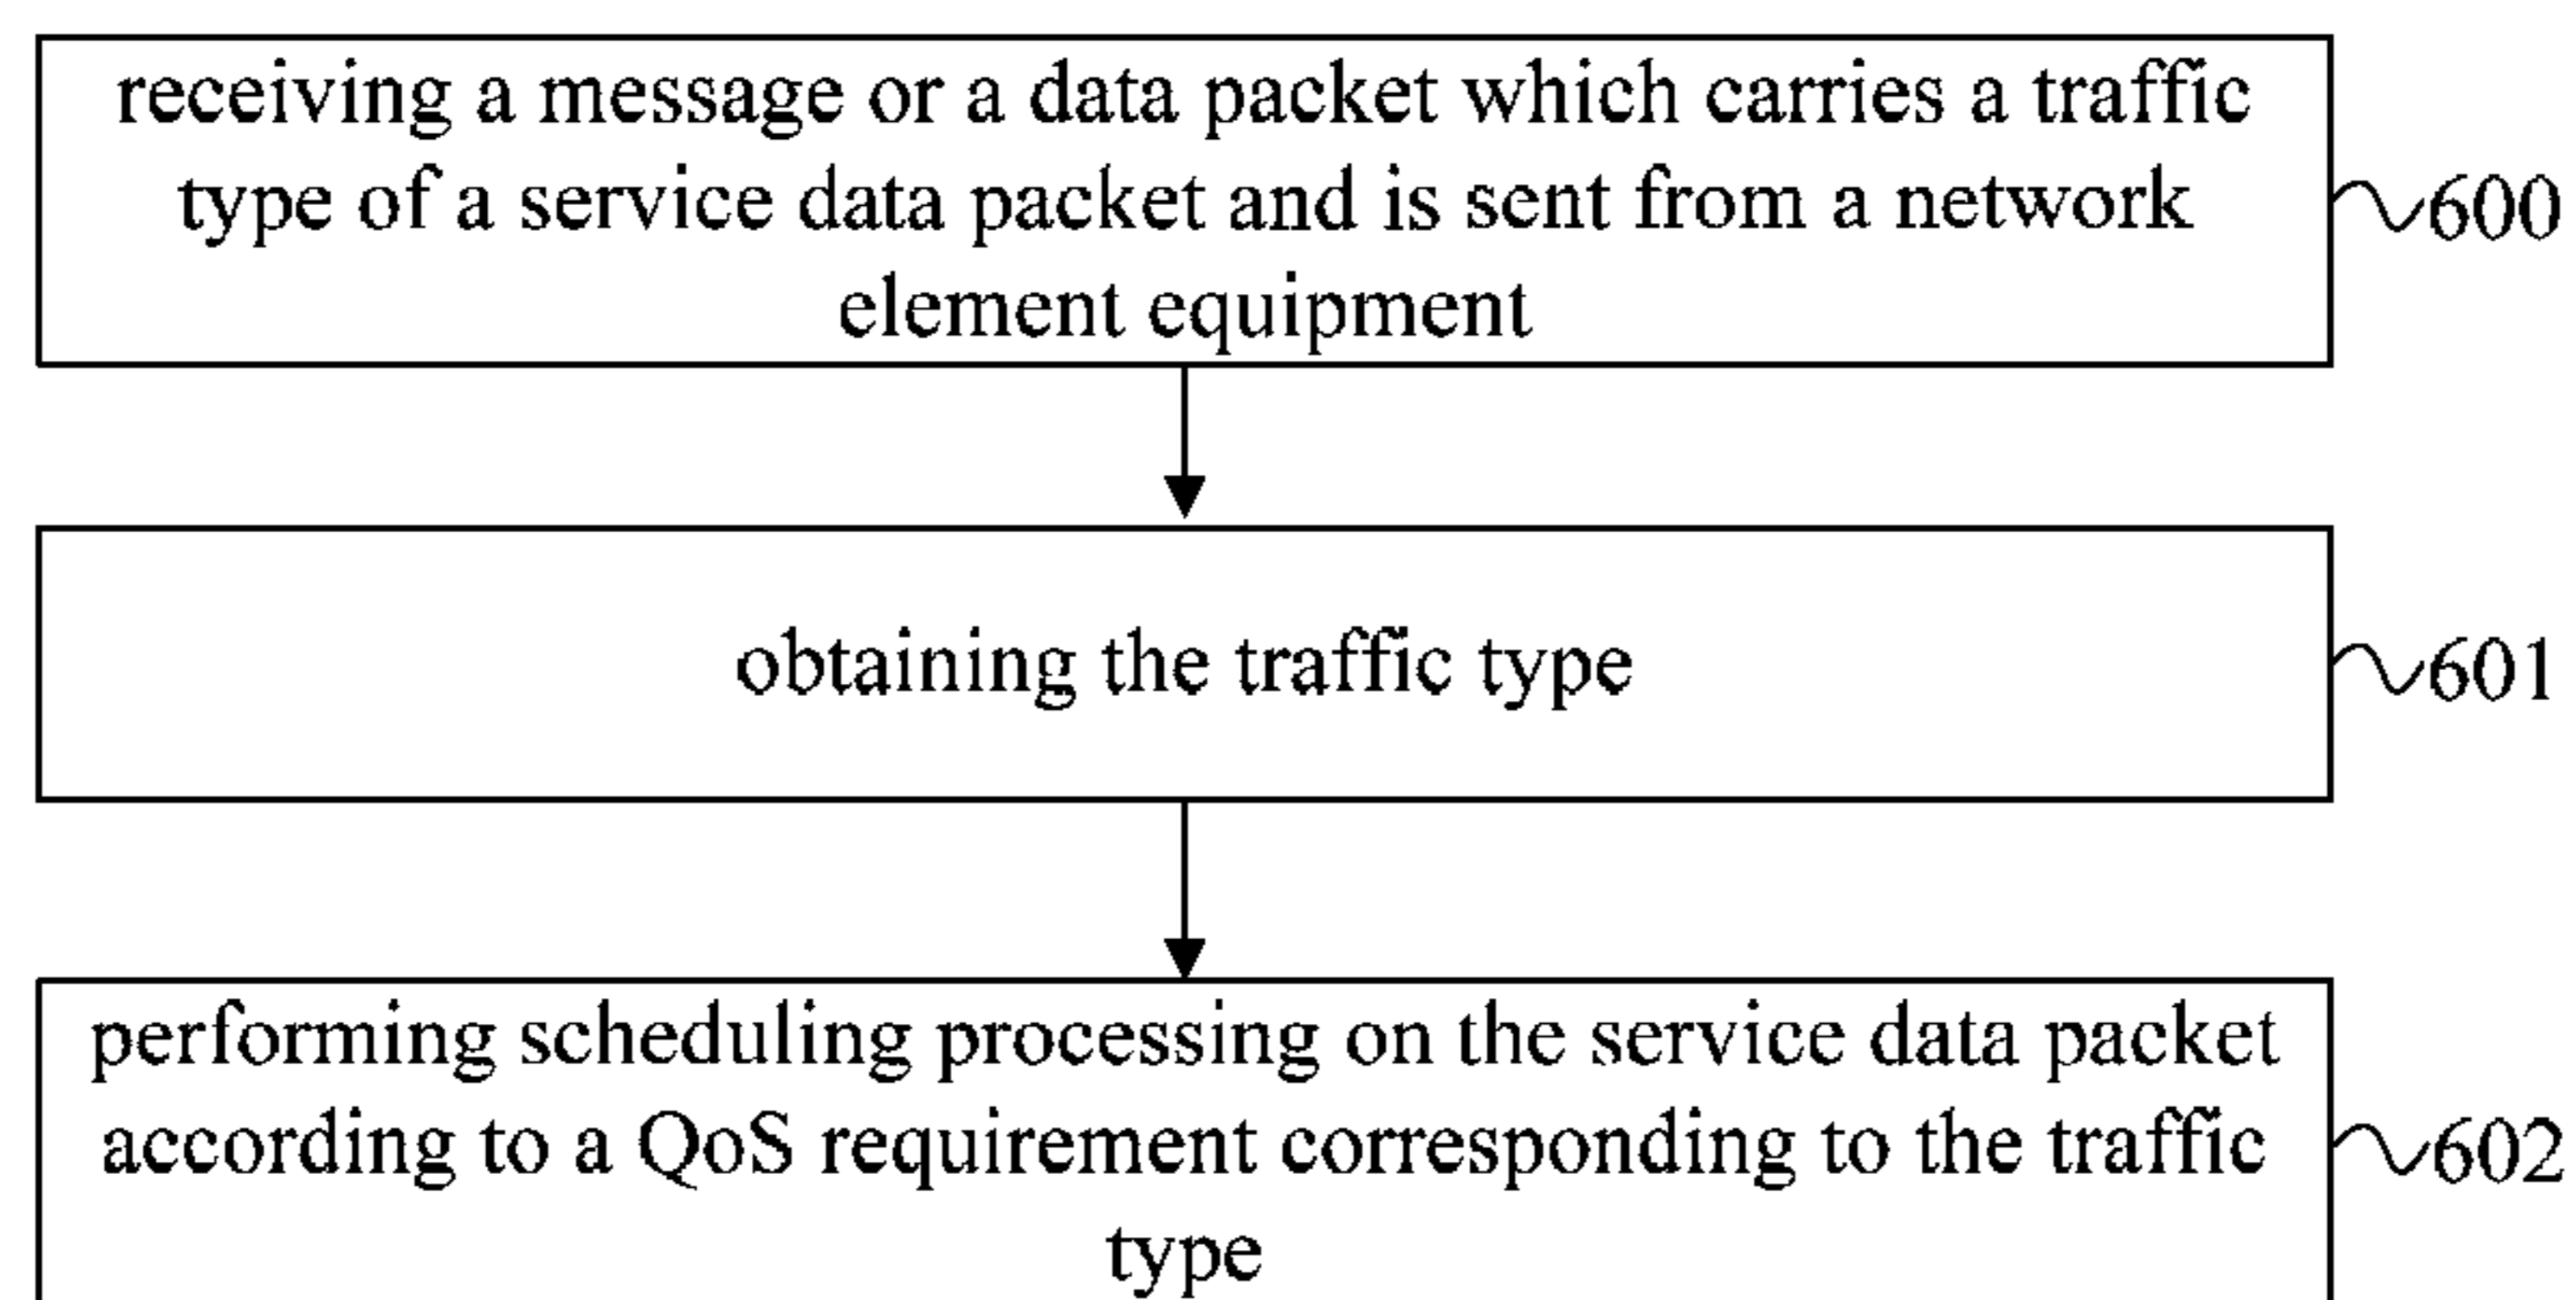 receiving a message or a data packet which carries a traffic
type of a service data packet and is sent from a network
element equipment
600
obtaining the traffic type
601
performing scheduling processing on the service data packet
according to a QoS requirement corresponding to the traffic
type
602